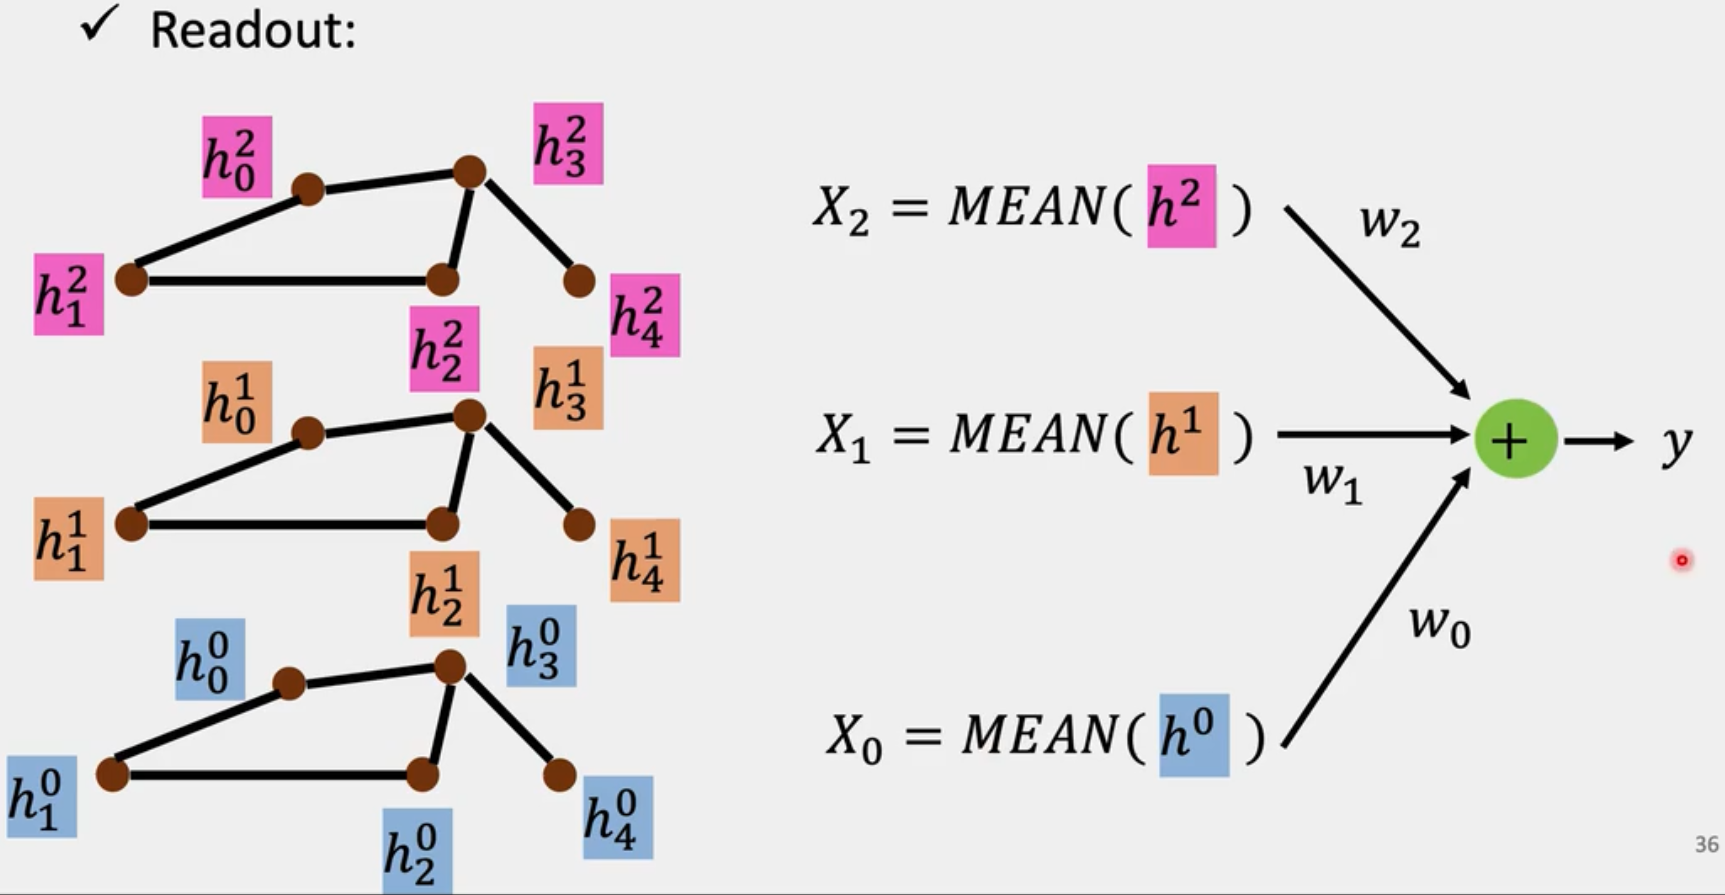 ✓ Readout:
h_0^2
h_3^2
h_1^2
h_2^2
h_4^2
h_0^1
h_3^1
h_1^1
h_2^1
h_4^1
h_0^0
h_3^0
h_1^0
h_2^0
h_4^0
X_2 = MEAN( h^2 )
w_2
X_1 = MEAN( h^1 )
w_1
+
y
X_0 = MEAN( h^0 )
w_0
36